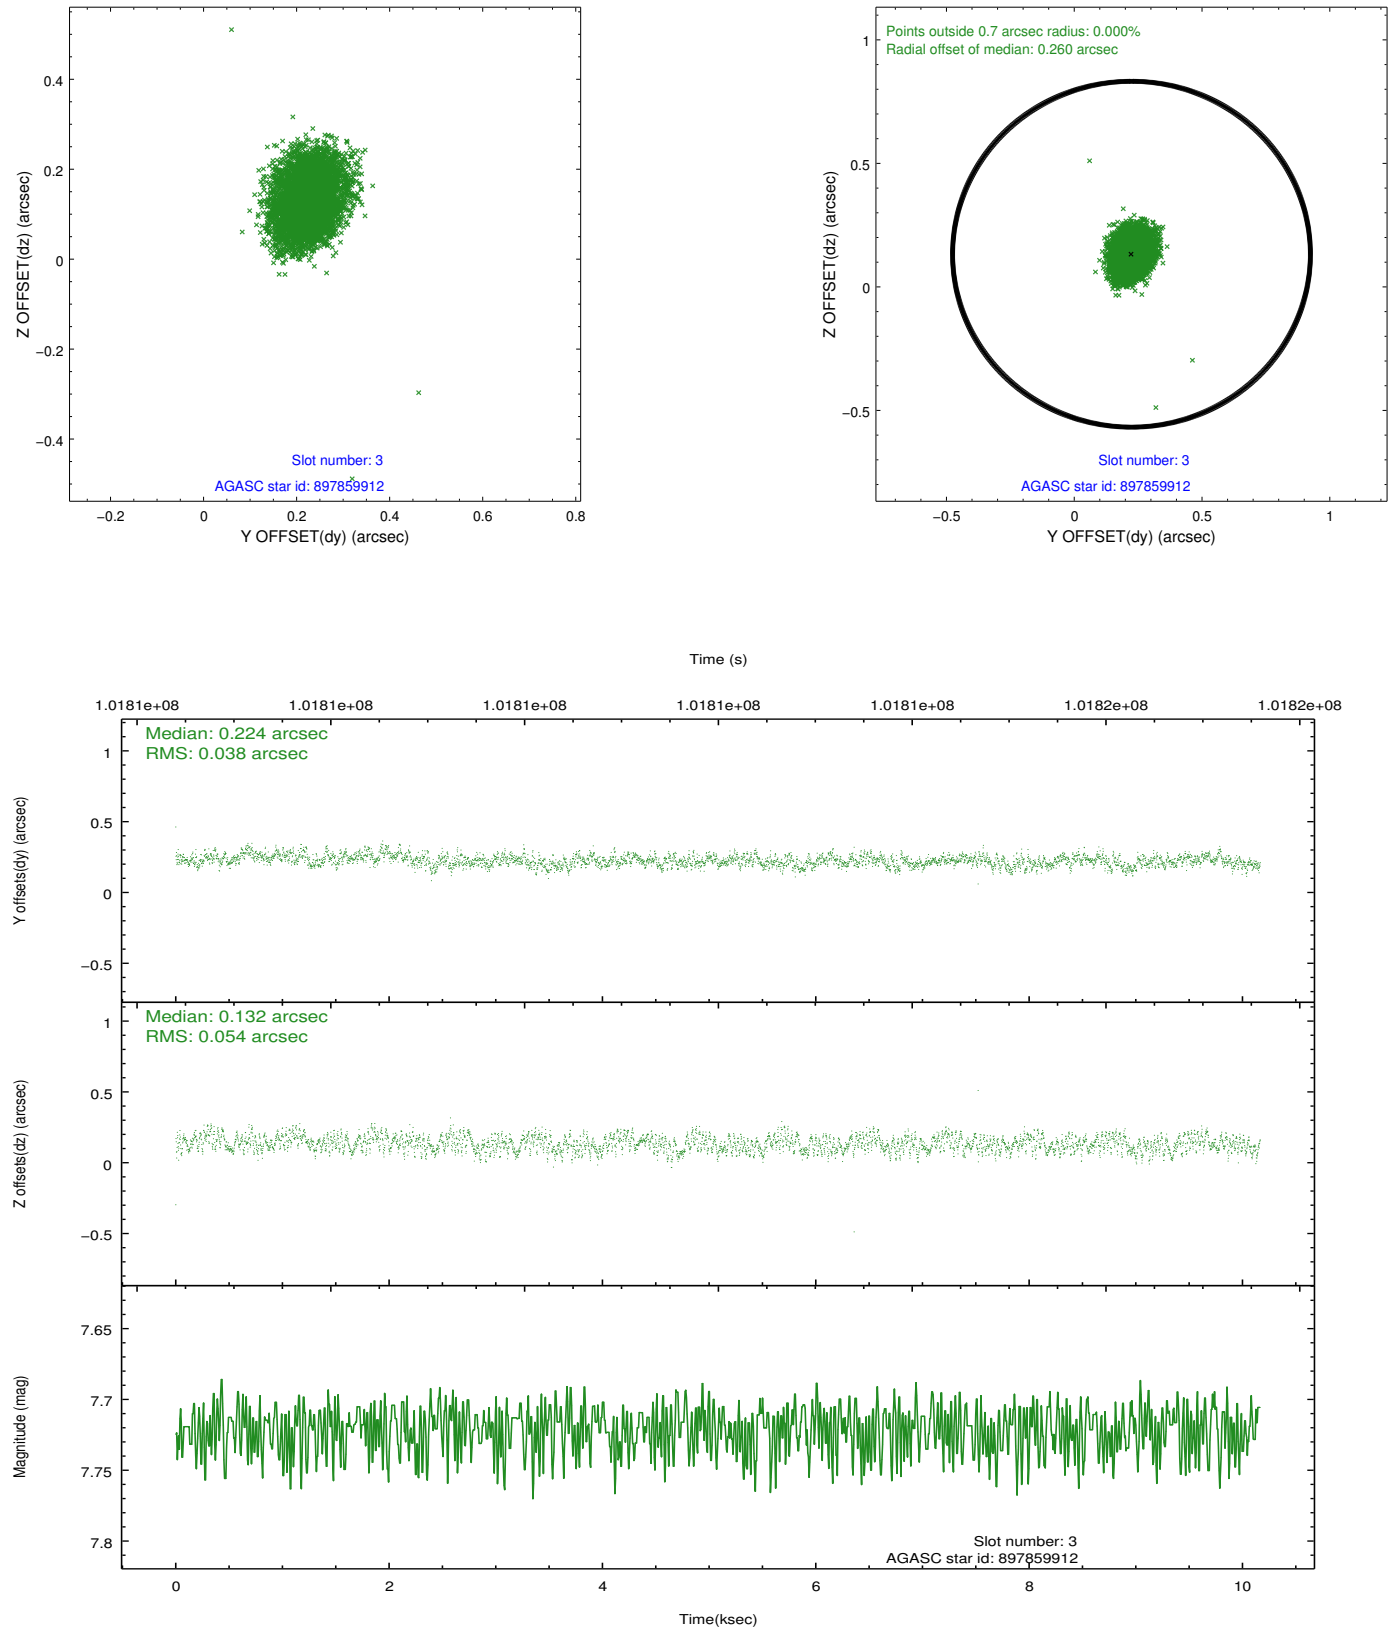 0.4
0.2
0
−0.2
−0.4
Z OFFSET(dz) (arcsec)
Slot number: 3
AGASC star id: 897859912
−0.2 0 0.2 0.4 0.6 0.8
Y OFFSET(dy) (arcsec)
Points outside 0.7 arcsec radius: 0.000%
Radial offset of median: 0.260 arcsec
1
0.5
0
−0.5
Z OFFSET(dz) (arcsec)
Slot number: 3
AGASC star id: 897859912
−0.5 0 0.5 1
Y OFFSET(dy) (arcsec)
Time (s)
1.0181e+08 1.0181e+08 1.0181e+08 1.0181e+08 1.0181e+08 1.0182e+08 1.0182e+08
Median: 0.224 arcsec
RMS: 0.038 arcsec
1
0.5
0
−0.5
Y offsets(dy) (arcsec)
Median: 0.132 arcsec
RMS: 0.054 arcsec
1
0.5
0
−0.5
Z offsets(dz) (arcsec)
7.65
7.7
7.75
7.8
Magnitude (mag)
Slot number: 3
AGASC star id: 897859912
0 2 4 6 8 10
Time(ksec)